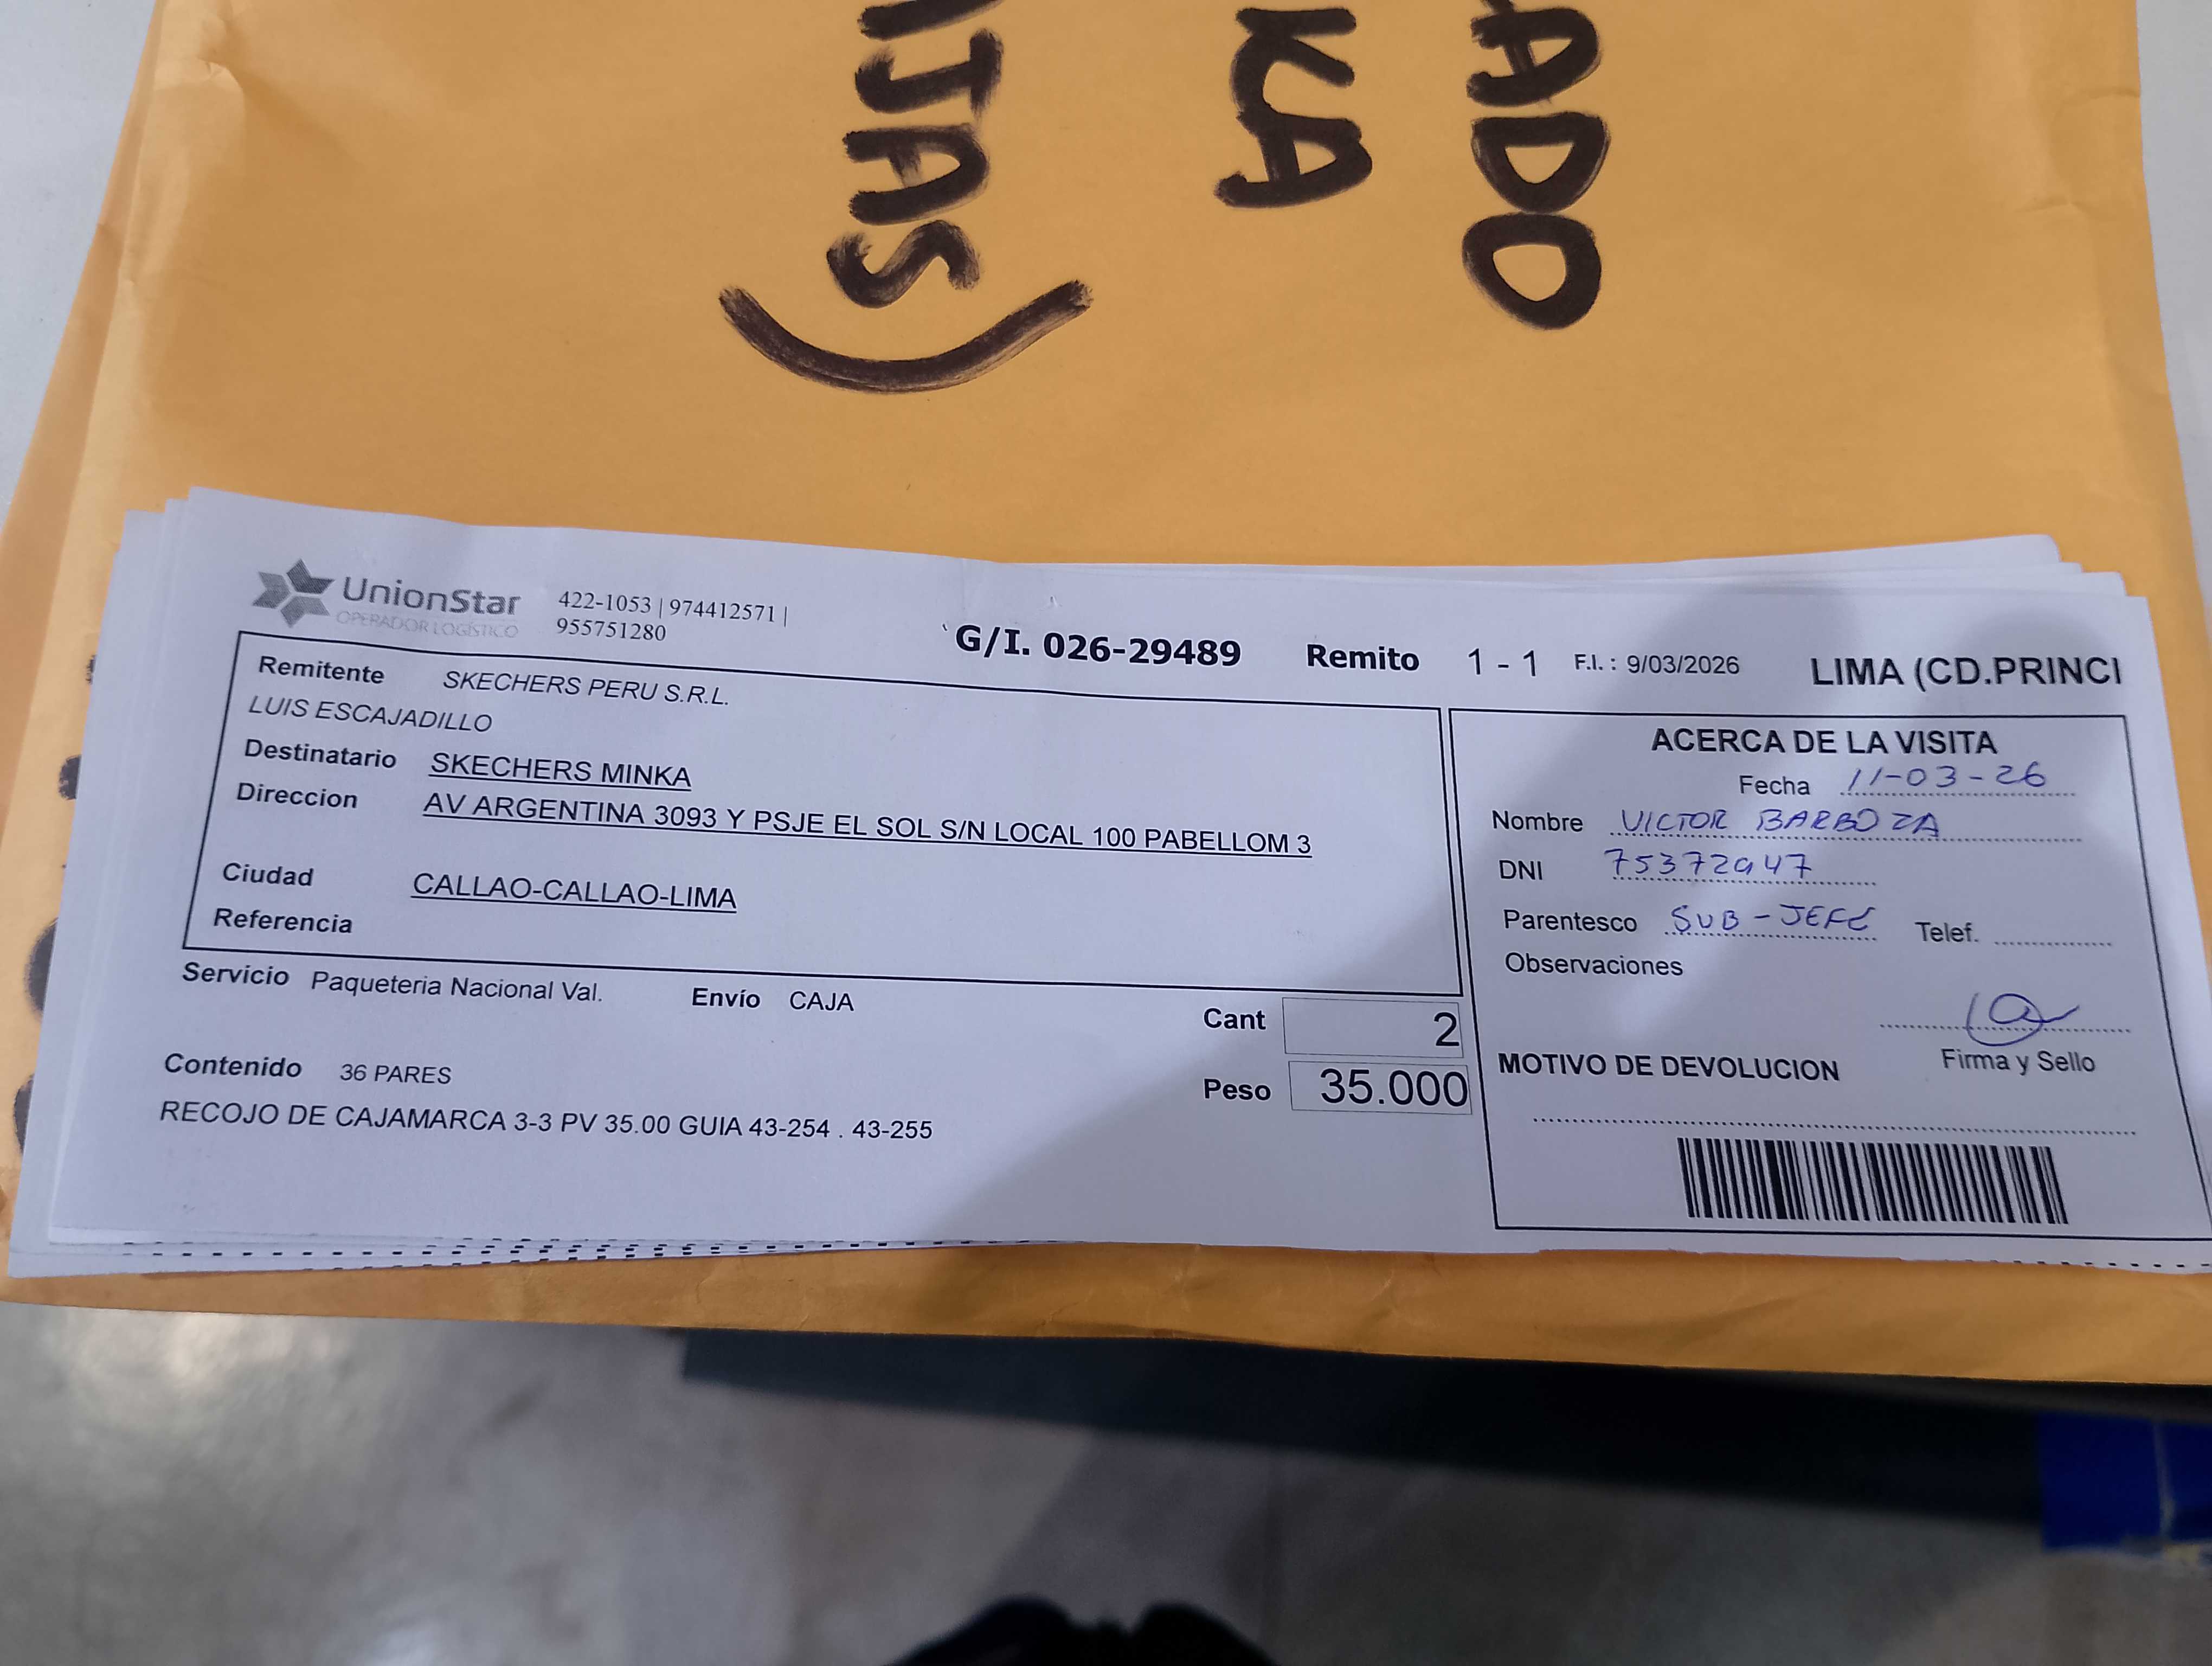 ADO
KA
JAS)
UnionStar
OPERADOR LOGÍSTICO
422-1053 | 974412571 |
955751280
G/I. 026-29489 Remito 1 - 1 F.I. : 9/03/2026 LIMA (CD.PRINCI
Remitente SKECHERS PERU S.R.L.
LUIS ESCAJADILLO
Destinatario SKECHERS MINKA
Direccion AV ARGENTINA 3093 Y PSJE EL SOL S/N LOCAL 100 PABELLOM 3
Ciudad CALLAO-CALLAO-LIMA
Referencia
Servicio Paqueteria Nacional Val. Envío CAJA
Cant 2
Contenido 36 PARES
Peso 35.000
RECOJO DE CAJAMARCA 3-3 PV 35.00 GUIA 43-254 . 43-255
ACERCA DE LA VISITA
Fecha 11-03-26
Nombre VICTOR BARBOZA
DNI 75372947
Parentesco SUB-JEFE Telef.
Observaciones
Firma y Sello
MOTIVO DE DEVOLUCION